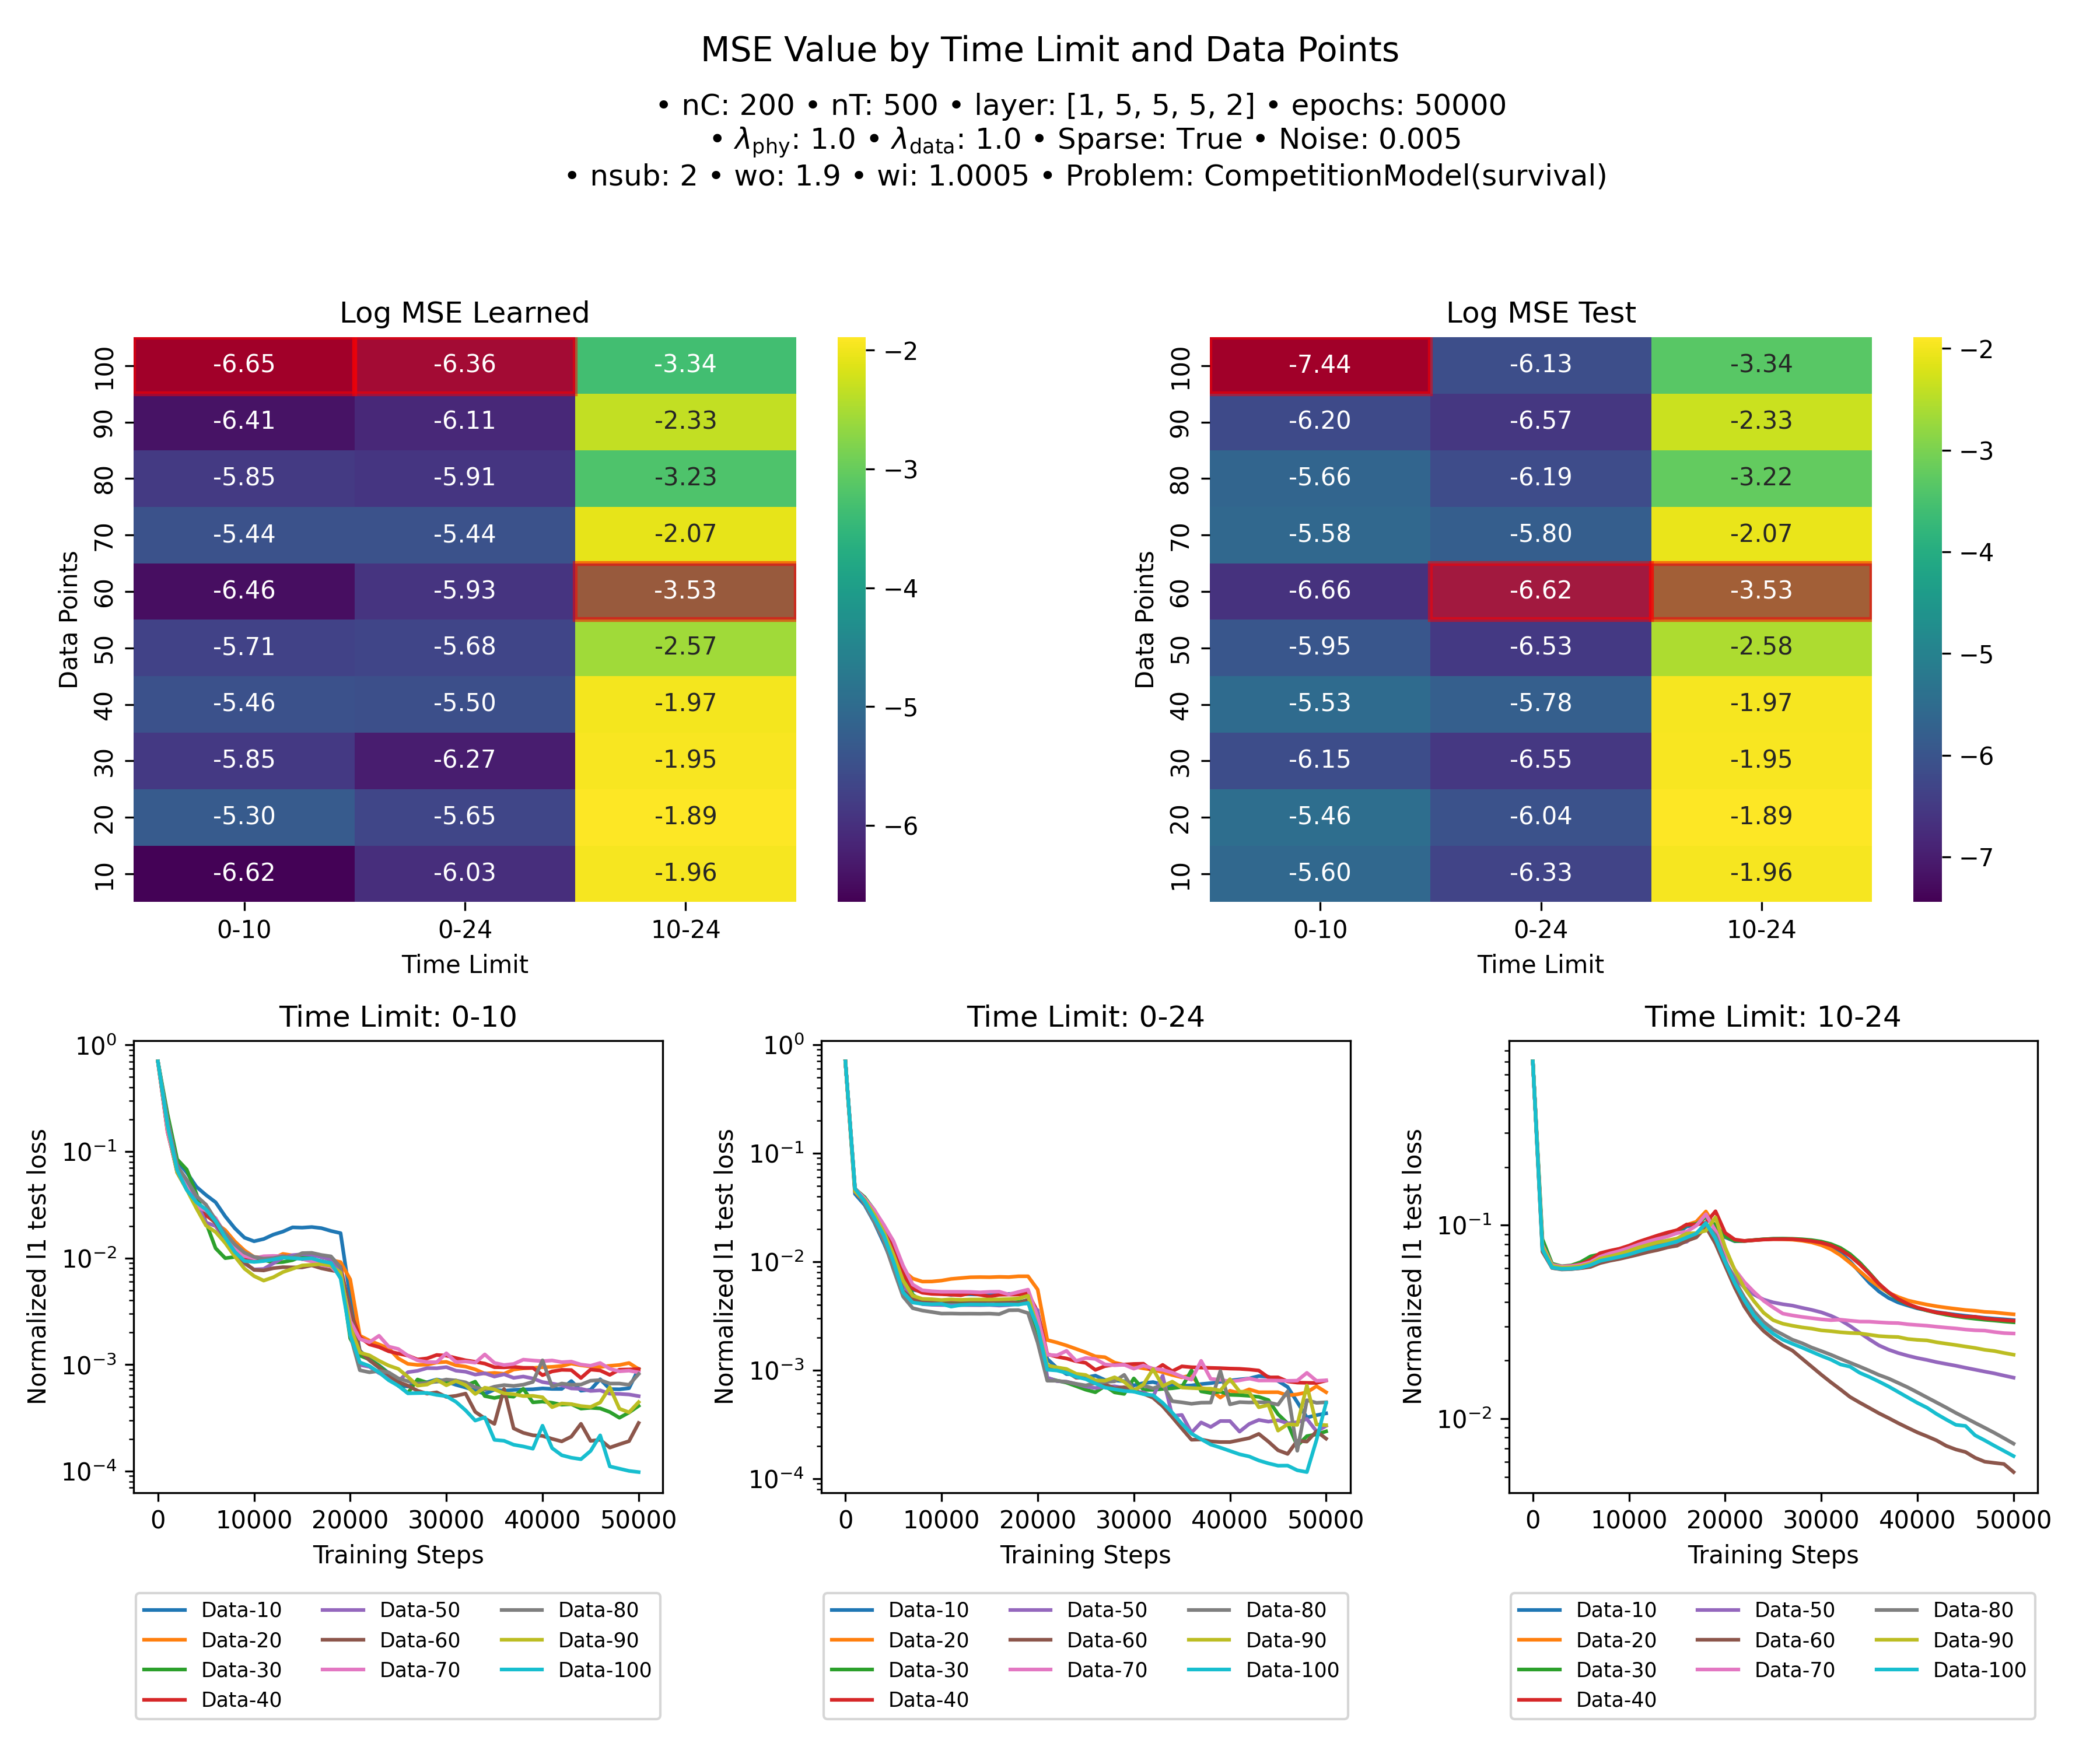 MSE Value by Time Limit and Data Points
• nC: 200 • nT: 500 • layer: [1, 5, 5, 5, 2] • epochs: 50000
• λphy: 1.0 • λdata: 1.0 • Sparse: True • Noise: 0.005
• nsub: 2 • wo: 1.9 • wi: 1.0005 • Problem: CompetitionModel(survival)
Log MSE Learned
Data Points
100 -6.65 -6.36 -3.34
90 -6.41 -6.11 -2.33
80 -5.85 -5.91 -3.23
70 -5.44 -5.44 -2.07
60 -6.46 -5.93 -3.53
50 -5.71 -5.68 -2.57
40 -5.46 -5.50 -1.97
30 -5.85 -6.27 -1.95
20 -5.30 -5.65 -1.89
10 -6.62 -6.03 -1.96
0-10 0-24 10-24
Time Limit
−2
−3
−4
−5
−6
Log MSE Test
Data Points
100 -7.44 -6.13 -3.34
90 -6.20 -6.57 -2.33
80 -5.66 -6.19 -3.22
70 -5.58 -5.80 -2.07
60 -6.66 -6.62 -3.53
50 -5.95 -6.53 -2.58
40 -5.53 -5.78 -1.97
30 -6.15 -6.55 -1.95
20 -5.46 -6.04 -1.89
10 -5.60 -6.33 -1.96
0-10 0-24 10-24
Time Limit
−2
−3
−4
−5
−6
−7
Time Limit: 0-10
Normalized l1 test loss
10⁰
10⁻¹
10⁻²
10⁻³
10⁻⁴
0 10000 20000 30000 40000 50000
Training Steps
Data-10 Data-50 Data-80
Data-20 Data-60 Data-90
Data-30 Data-70 Data-100
Data-40
Time Limit: 0-24
Normalized l1 test loss
10⁰
10⁻¹
10⁻²
10⁻³
10⁻⁴
0 10000 20000 30000 40000 50000
Training Steps
Data-10 Data-50 Data-80
Data-20 Data-60 Data-90
Data-30 Data-70 Data-100
Data-40
Time Limit: 10-24
Normalized l1 test loss
10⁻¹
10⁻²
0 10000 20000 30000 40000 50000
Training Steps
Data-10 Data-50 Data-80
Data-20 Data-60 Data-90
Data-30 Data-70 Data-100
Data-40